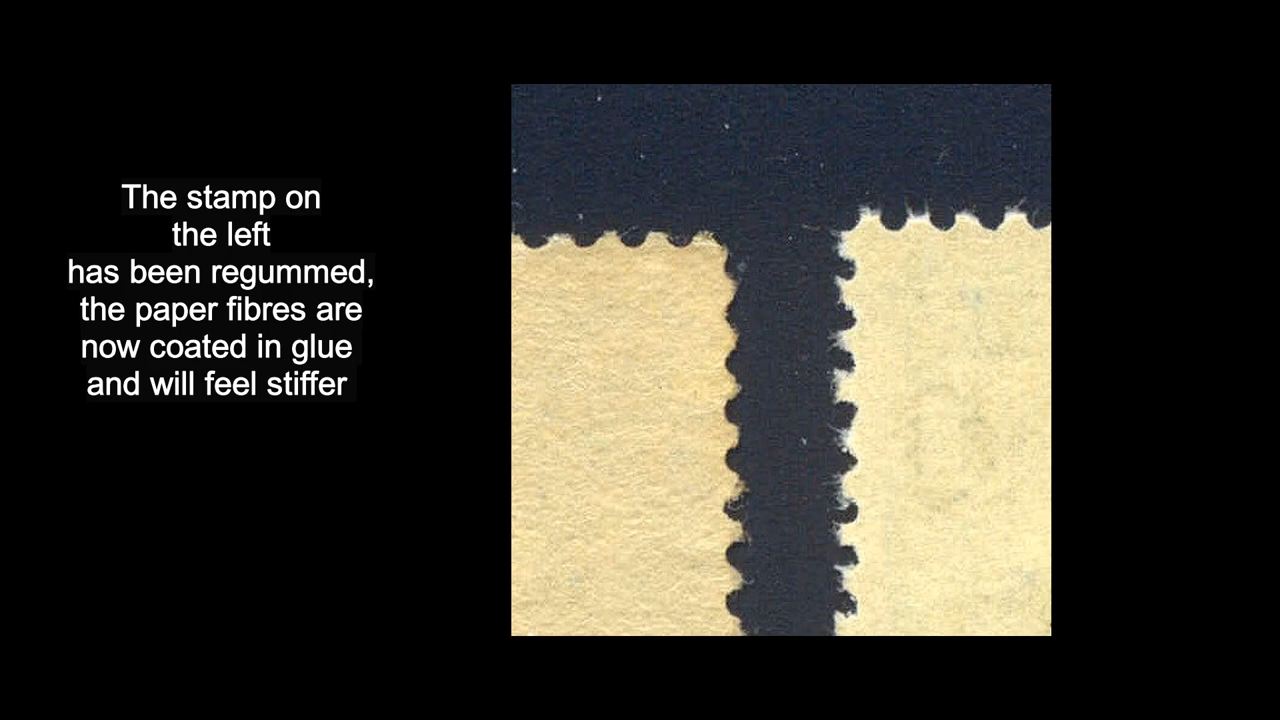 The stamp on
the left
has been regummed,
the paper fibres are
now coated in glue
and will feel stiffer